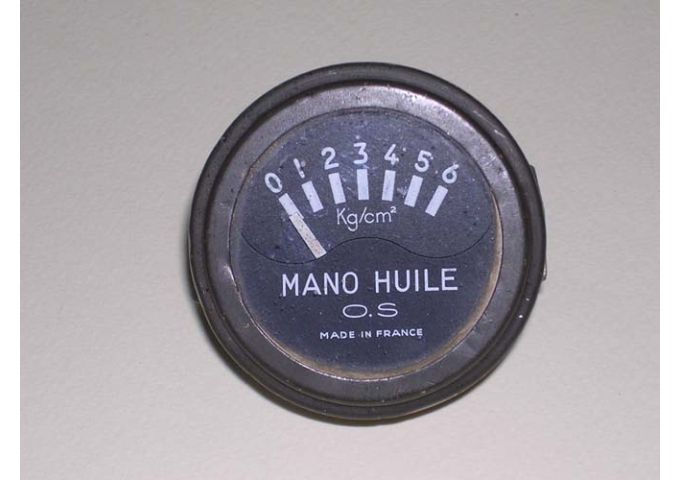 0 1 2 3 4 5 6
Kg/cm²
MANO HUILE
O.S
MADE IN FRANCE